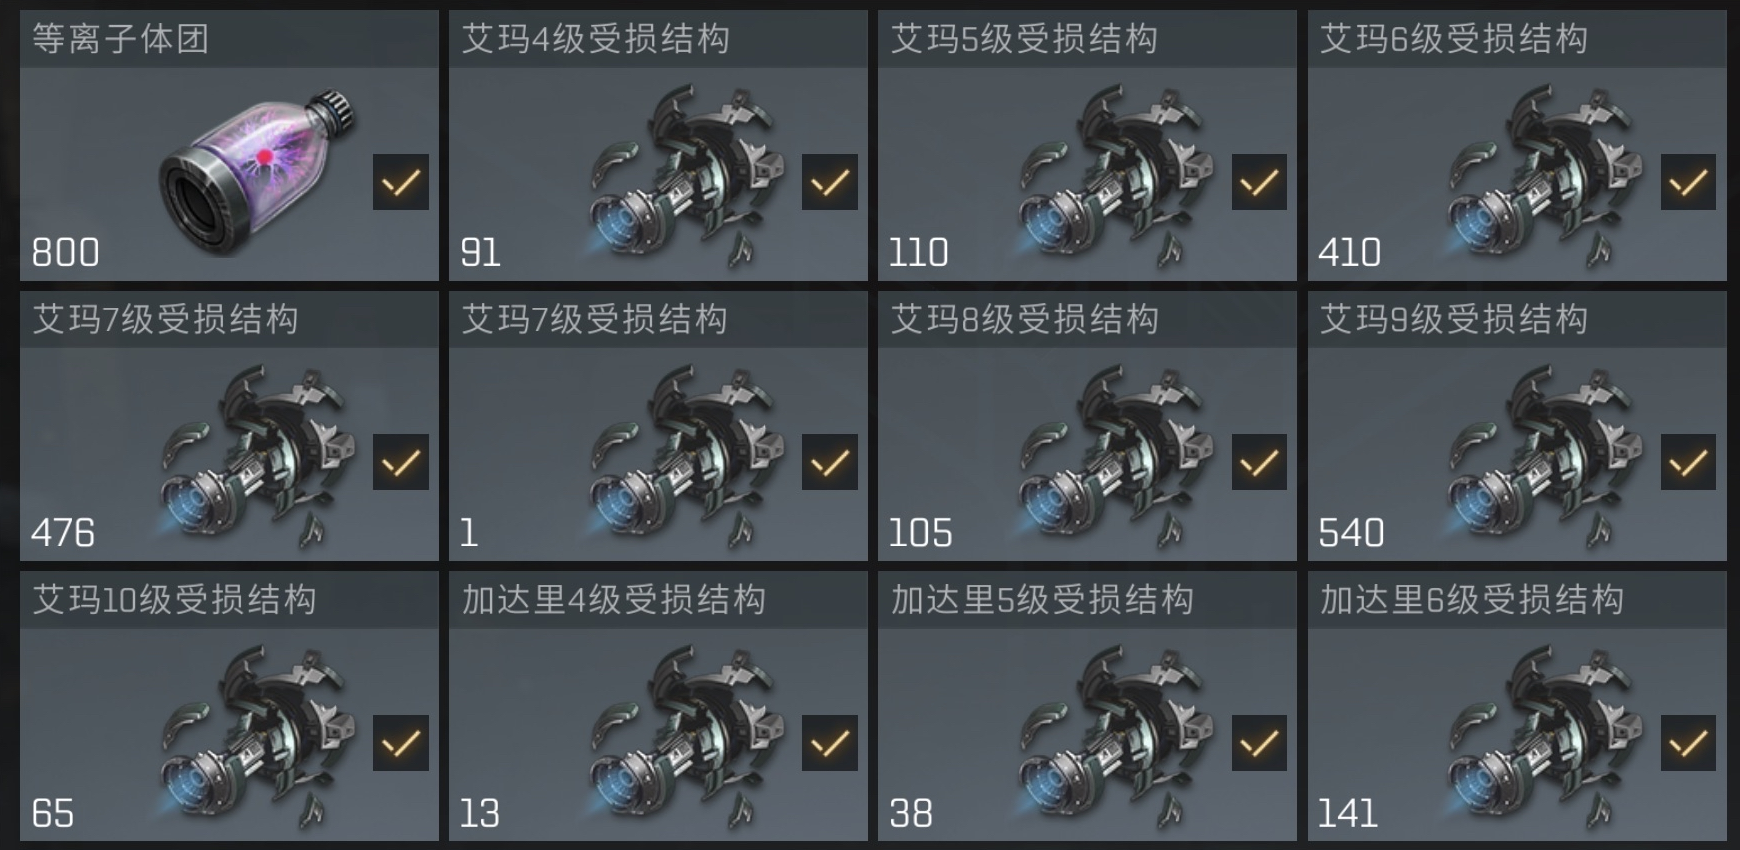 等离子体团
800
艾玛4级受损结构
91
艾玛5级受损结构
110
艾玛6级受损结构
410
艾玛7级受损结构
476
艾玛7级受损结构
1
艾玛8级受损结构
105
艾玛9级受损结构
540
艾玛10级受损结构
65
加达里4级受损结构
13
加达里5级受损结构
38
加达里6级受损结构
141